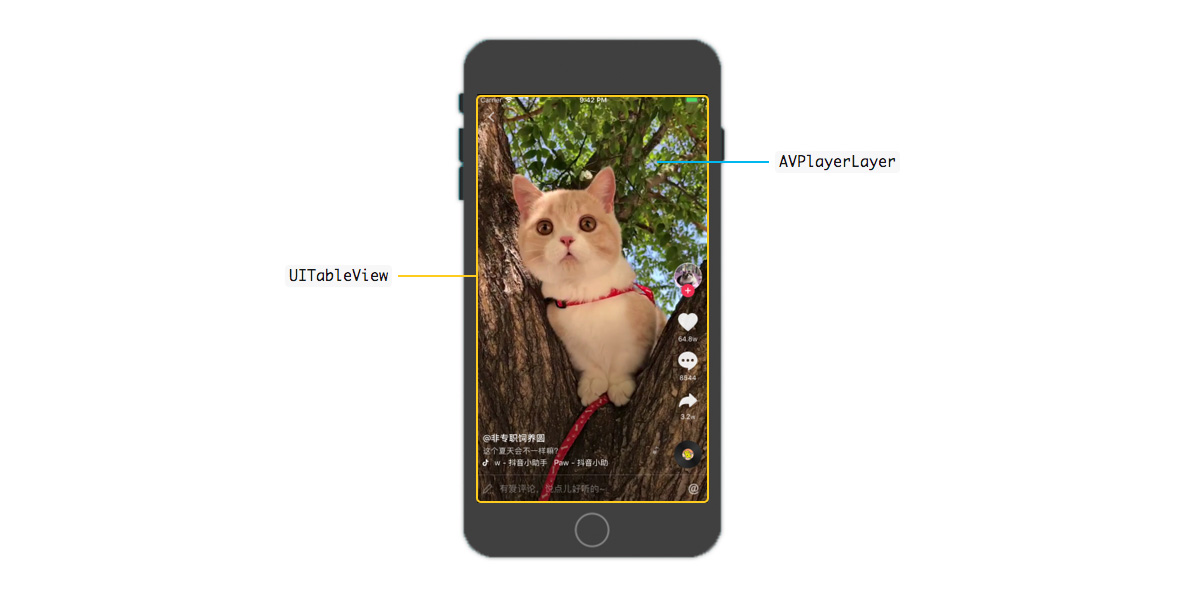 Carrier 9:42 PM
AVPlayerLayer
UITableView
64.8w
8544
3.2w
@非专职饲养圆
这个夏天会不一样嘛?
w - 抖音小助手 Paw - 抖音小助
有爱评论，说点儿好听的~
@